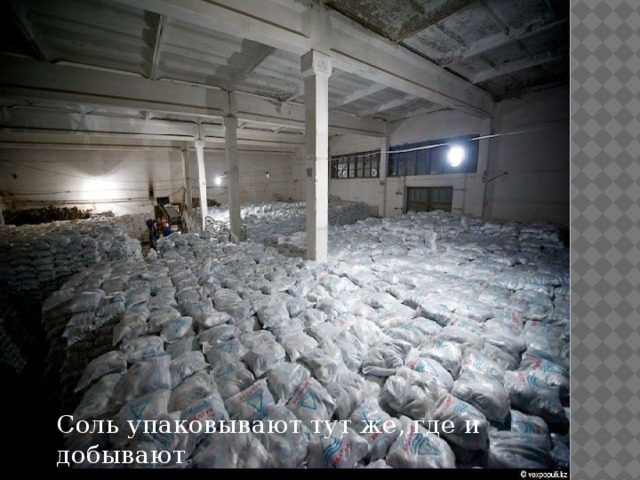 Соль упаковывают тут же, где и
добывают
© voxpopuli.kz